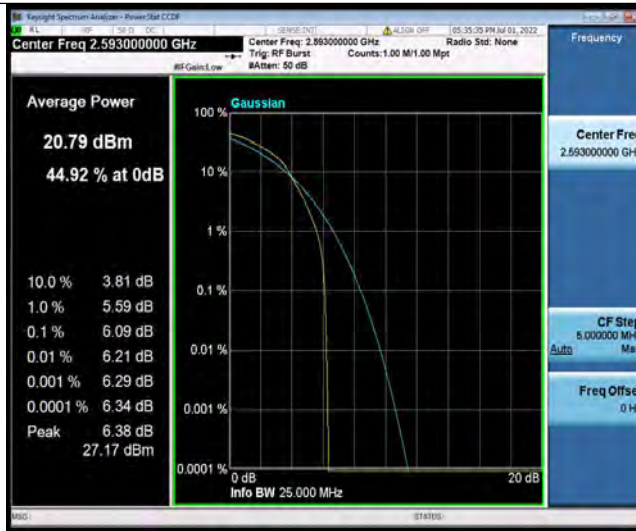 Keysight Spectrum Analyzer - Power Stat CCDF
RL RF 50 Ω DC SENSE:INT ALIGN OFF 05:35:35 PM Jul 01, 2022
Center Freq 2.593000000 GHz
Center Freq: 2.593000000 GHz Radio Std: None
Trig: RF Burst Counts:1.00 M/1.00 Mpt
#IFGain:Low #Atten: 50 dB
Frequency
Average Power
20.79 dBm
44.92 % at 0dB
10.0 % 3.81 dB
1.0 % 5.59 dB
0.1 % 6.09 dB
0.01 % 6.21 dB
0.001 % 6.29 dB
0.0001 % 6.34 dB
Peak 6.38 dB
27.17 dBm
Gaussian
100 %
10 %
1 %
0.1 %
0.01 %
0.001 %
0.0001 %
0 dB 20 dB
Info BW 25.000 MHz
Center Fre
2.593000000 GH
CF Step
5.000000 MH
Auto Ma
Freq Offse
0 H
MSG STATUS